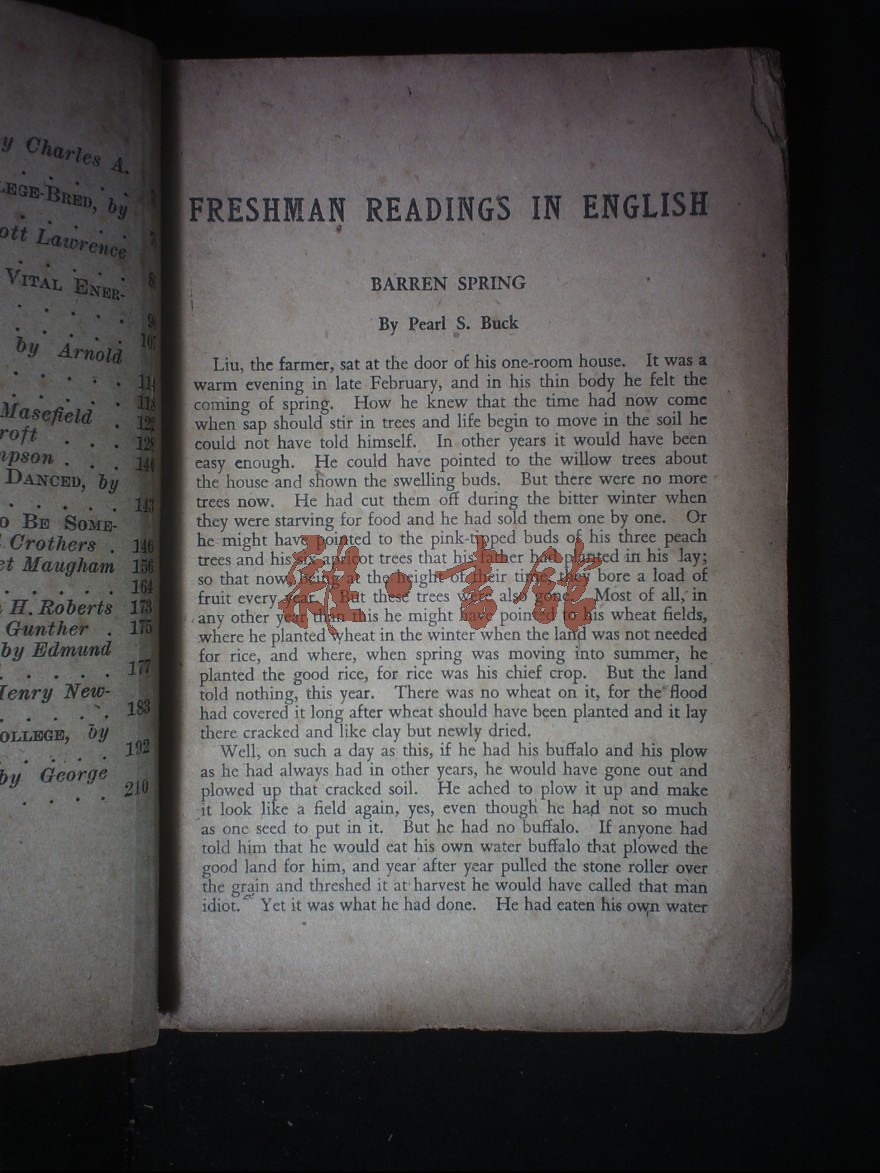 y Charles A.
LEGE-BRED, by
ott Lawrence
VITAL ENER-
by Arnold
Masefield . 122
roft . . . 128
npson . . . 140
DANCED, by
. . . . . 143
O BE SOME-
Crothers . 146
et Maugham 156
. . . . . 164
H. Roberts 173
Gunther . 175
by Edmund
. . . . . 177
Henry New-
. . . . . 183
OLLEGE, by
. . . . . 192
by George
. . . . 210
FRESHMAN READINGS IN ENGLISH
BARREN SPRING
By Pearl S. Buck
Liu, the farmer, sat at the door of his one-room house. It was a
warm evening in late February, and in his thin body he felt the
coming of spring. How he knew that the time had now come
when sap should stir in trees and life begin to move in the soil he
could not have told himself. In other years it would have been
easy enough. He could have pointed to the willow trees about
the house and shown the swelling buds. But there were no more
trees now. He had cut them off during the bitter winter when
they were starving for food and he had sold them one by one. Or
he might have pointed to the pink-tipped buds of his three peach
trees and his six apricot trees that his father had planted in his lay;
so that now, being at the height of their time, they bore a load of
fruit every year. But these trees were also gone. Most of all, in
any other year than this he might have pointed to his wheat fields,
where he planted wheat in the winter when the land was not needed
for rice, and where, when spring was moving into summer, he
planted the good rice, for rice was his chief crop. But the land
told nothing, this year. There was no wheat on it, for the flood
had covered it long after wheat should have been planted and it lay
there cracked and like clay but newly dried.
Well, on such a day as this, if he had his buffalo and his plow
as he had always had in other years, he would have gone out and
plowed up that cracked soil. He ached to plow it up and make
it look like a field again, yes, even though he had not so much
as one seed to put in it. But he had no buffalo. If anyone had
told him that he would eat his own water buffalo that plowed the
good land for him, and year after year pulled the stone roller over
the grain and threshed it at harvest he would have called that man
idiot. Yet it was what he had done. He had eaten his own water